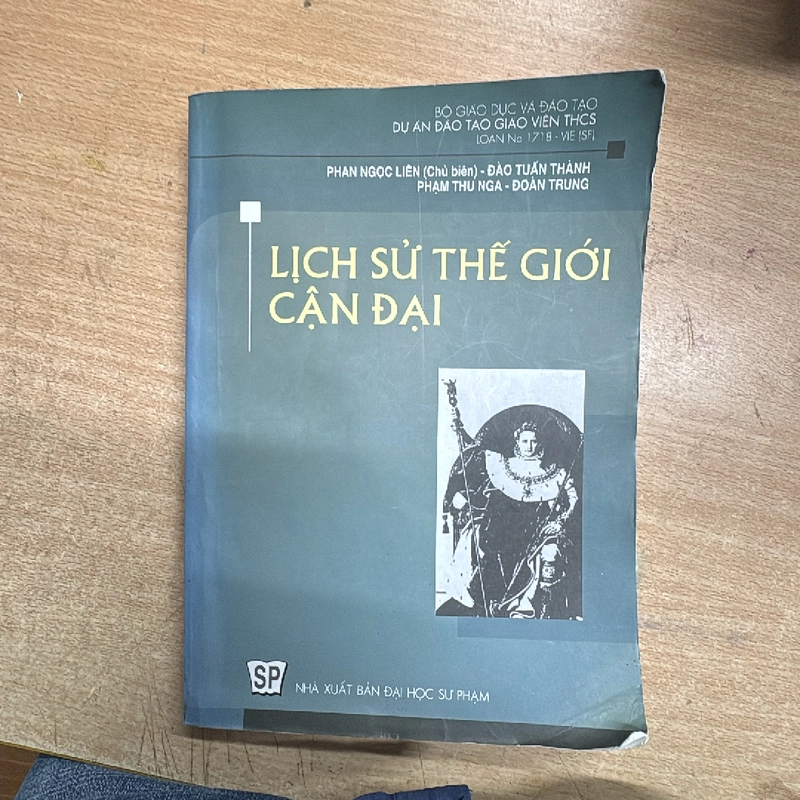 BỘ GIÁO DỤC VÀ ĐÀO TẠO
DỰ ÁN ĐÀO TẠO GIÁO VIÊN THCS
LOAN No 1718 - VIE (SF)
PHAN NGỌC LIÊN (Chủ biên) - ĐÀO TUẤN THÀNH
PHẠM THU NGA - ĐOÀN TRUNG
LỊCH SỬ THẾ GIỚI
CẬN ĐẠI
SP
NHÀ XUẤT BẢN ĐẠI HỌC SƯ PHẠM